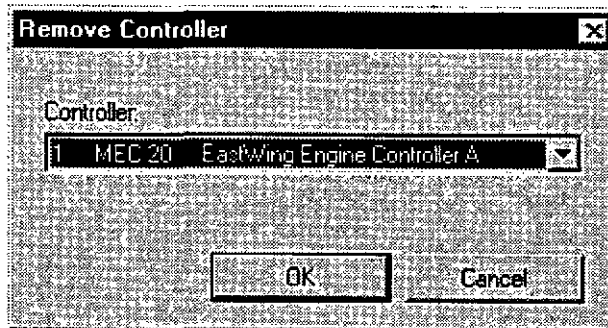 Remove Controller
Controller:
1 MEC 20 EastWing Engine Controller A
OK Cancel